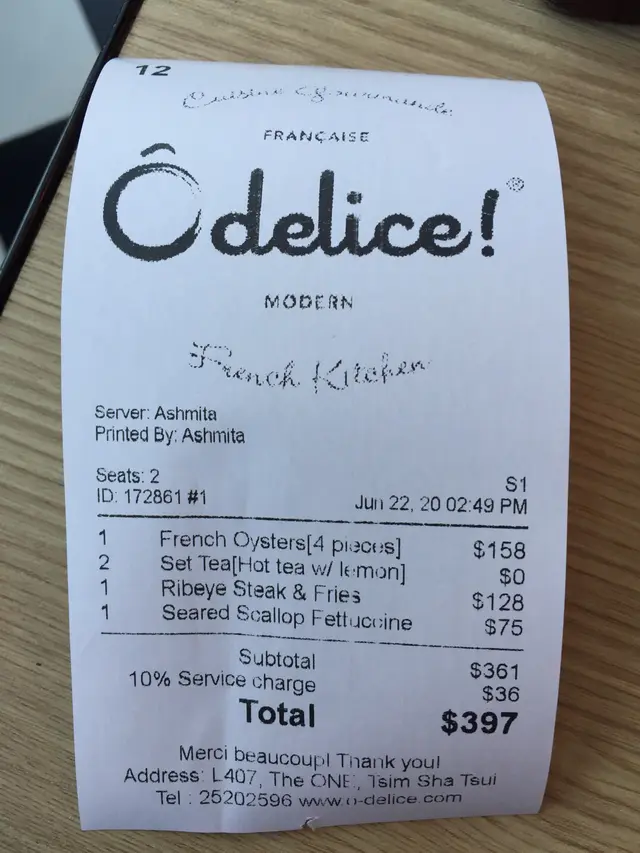 12
Cuisine Gourmande
FRANÇAISE
Ôdelice!®
MODERN
French Kitchen
Server: Ashmita
Printed By: Ashmita
Seats: 2 S1
ID: 172861 #1 Jun 22, 20 02:49 PM
1 French Oysters[4 pieces] $158
2 Set Tea[Hot tea w/ lemon] $0
1 Ribeye Steak & Fries $128
1 Seared Scallop Fettuccine $75
Subtotal $361
10% Service charge $36
Total $397
Merci beaucoup! Thank you!
Address: L407, The ONE, Tsim Sha Tsui
Tel : 25202596 www.o-delice.com